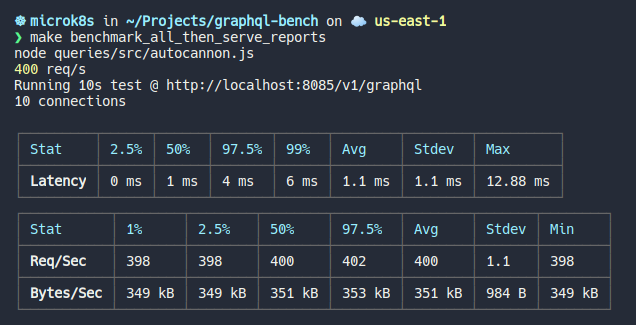 ☸ microk8s in ~/Projects/graphql-bench on ☁️ us-east-1
❯ make benchmark_all_then_serve_reports
node queries/src/autocannon.js
400 req/s
Running 10s test @ http://localhost:8085/v1/graphql
10 connections
Stat 2.5% 50% 97.5% 99% Avg Stdev Max
Latency 0 ms 1 ms 4 ms 6 ms 1.1 ms 1.1 ms 12.88 ms
Stat 1% 2.5% 50% 97.5% Avg Stdev Min
Req/Sec 398 398 400 402 400 1.1 398
Bytes/Sec 349 kB 349 kB 351 kB 353 kB 351 kB 984 B 349 kB